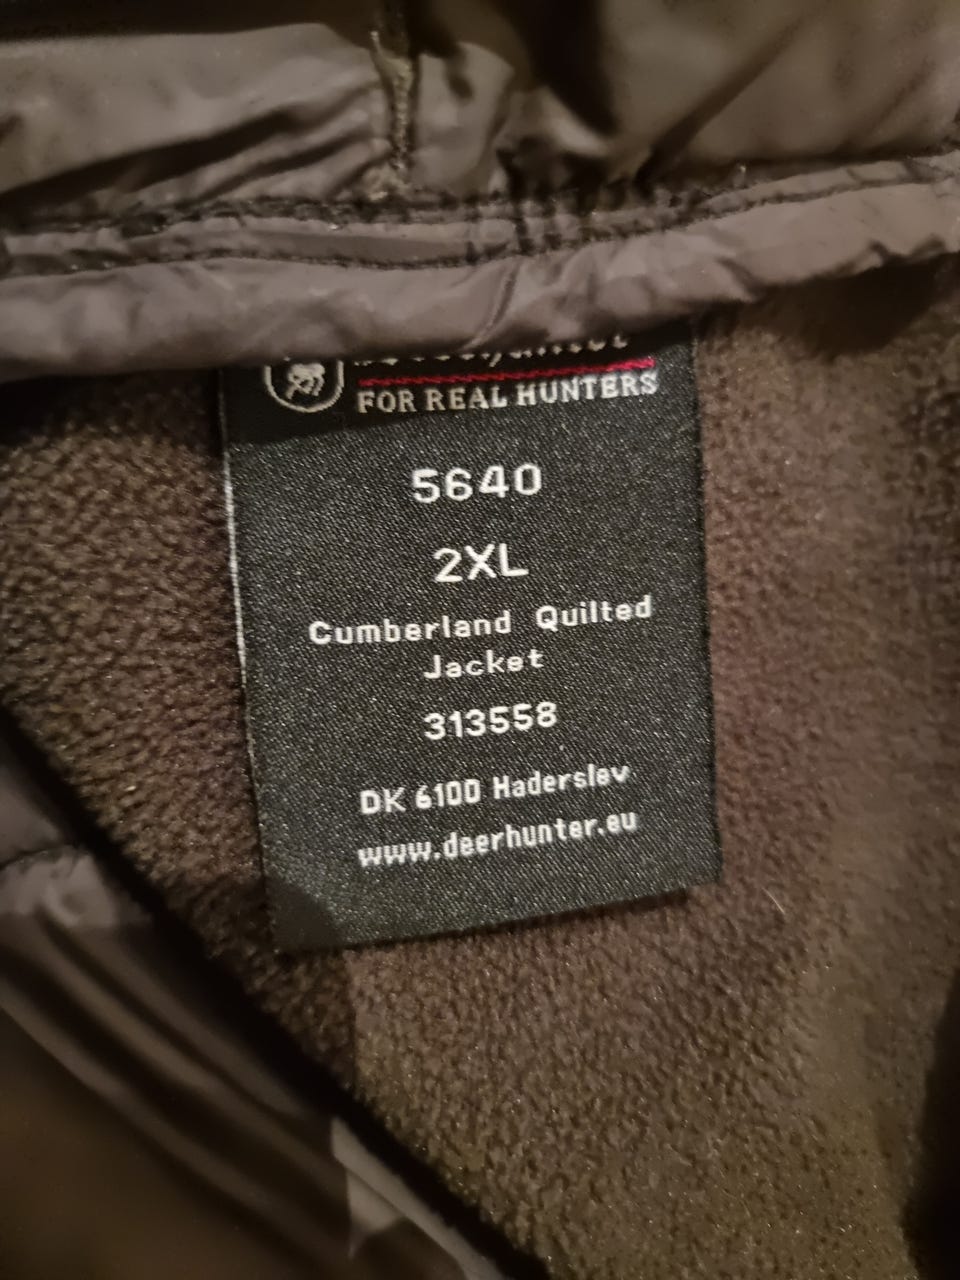 FOR REAL HUNTERS
5640
2XL
Cumberland Quilted
Jacket
313558
DK 6100 Haderslev
www.deerhunter.eu